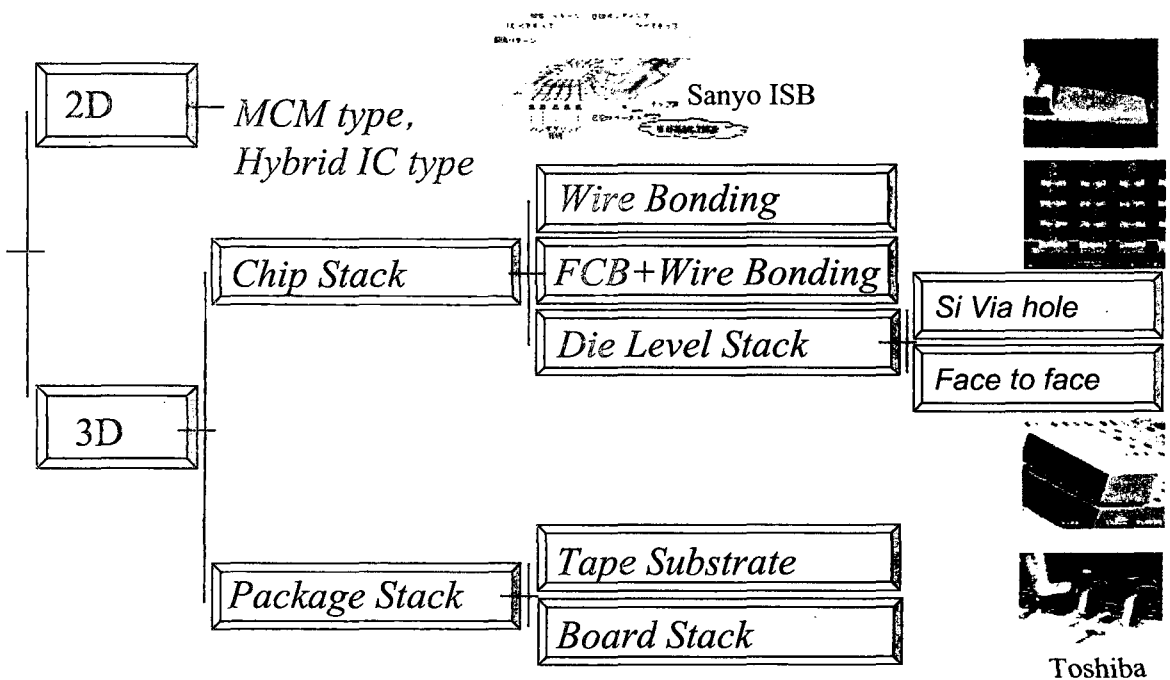 2D
MCM type,
Hybrid IC type
Sanyo ISB
3D
Chip Stack
Wire Bonding
FCB+Wire Bonding
Die Level Stack
Si Via hole
Face to face
Package Stack
Tape Substrate
Board Stack
Toshiba